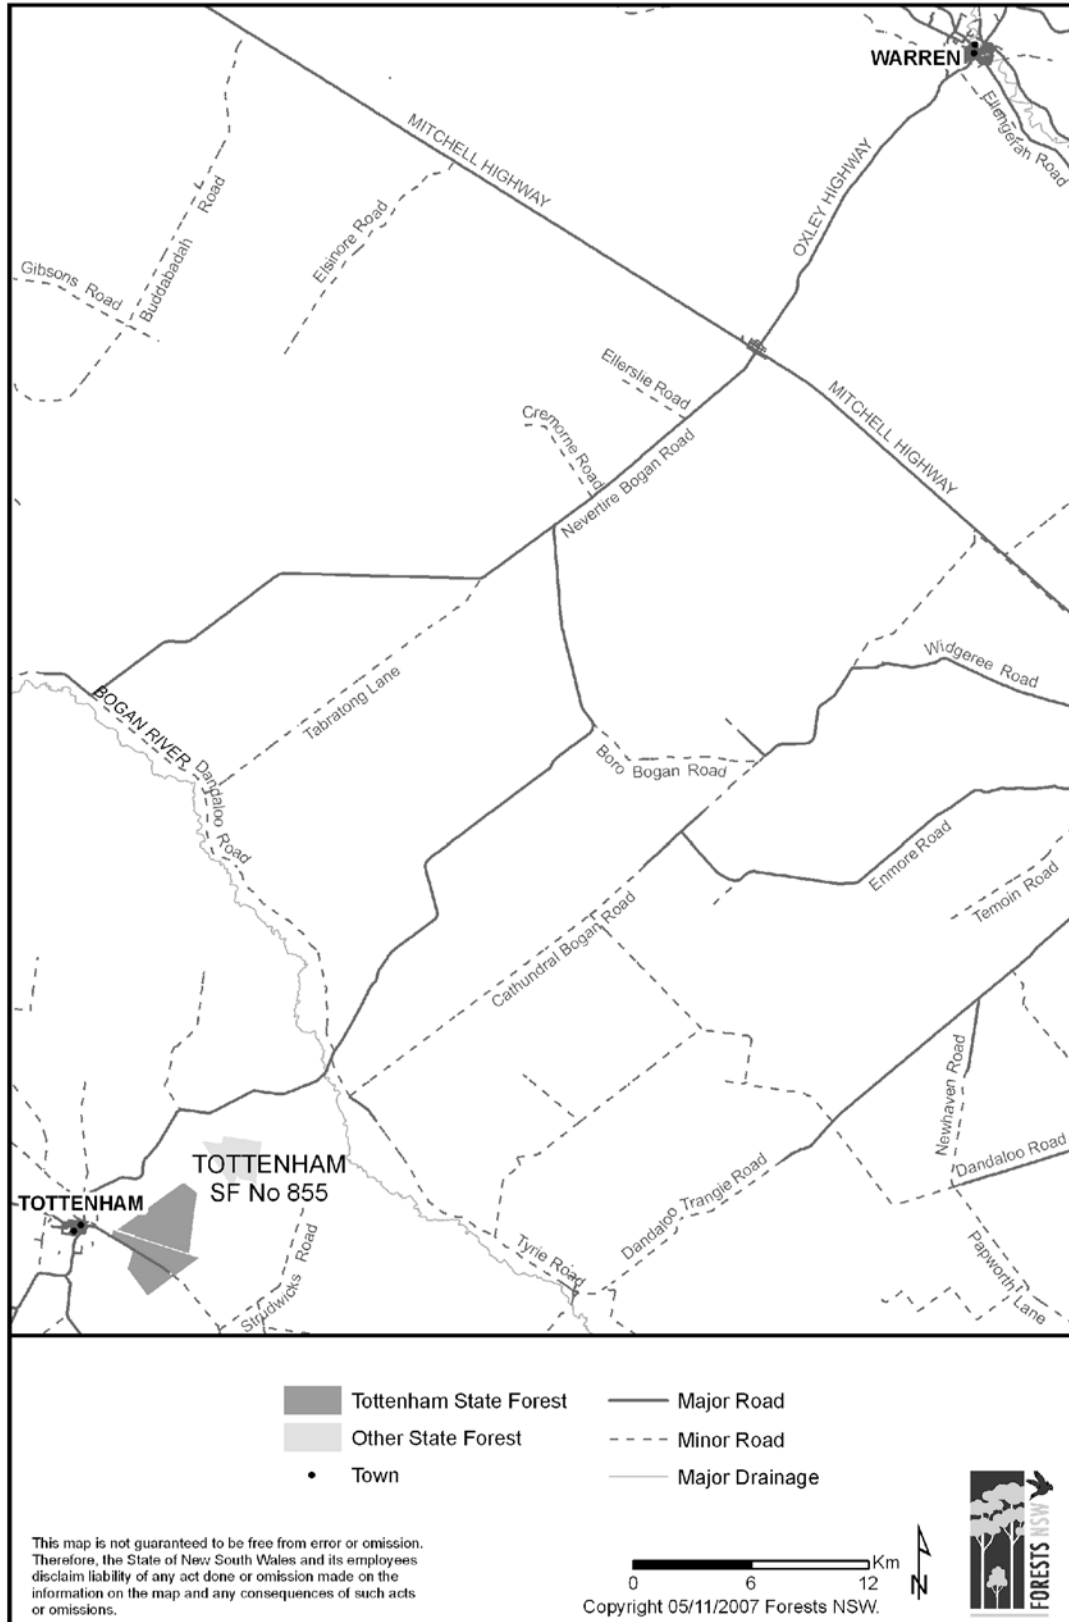 WARREN
Ellengerah Road
MITCHELL HIGHWAY
OXLEY HIGHWAY
Buddabadah Road
Elsinore Road
Gibsons Road
Ellerslie Road
MITCHELL HIGHWAY
Cremorne Road
Nevertire Bogan Road
Widgeree Road
Tabratong Lane
BOGAN RIVER
Boro Bogan Road
Dandaloo Road
Enmore Road
Temoin Road
Cathundral Bogan Road
Newhaven Road
Dandaloo Road
TOTTENHAM
SF No 855
TOTTENHAM
Dandaloo Trangie Road
Tyrie Road
Strudwicks Road
Papworth Lane
Tottenham State Forest
Major Road
Other State Forest
Minor Road
Town
Major Drainage
This map is not guaranteed to be free from error or omission.
Therefore, the State of New South Wales and its employees
disclaim liability of any act done or omission made on the
information on the map and any consequences of such acts
or omissions.
Km
0 6 12
Copyright 05/11/2007 Forests NSW.
N
FORESTS NSW